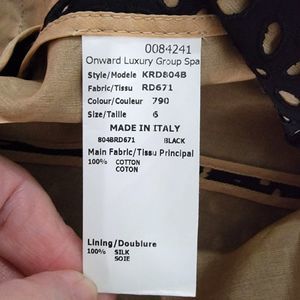 0084241
Onward Luxury Group Spa
Style/Modele KRD804B
Fabric/Tissu RD671
Colour/Couleur 790
Size/Taille 6
MADE IN ITALY
804BRD671 BLACK
Main Fabric/Tissu Principal
100% COTTON
COTON
Lining/Doublure
100% SILK
SOIE